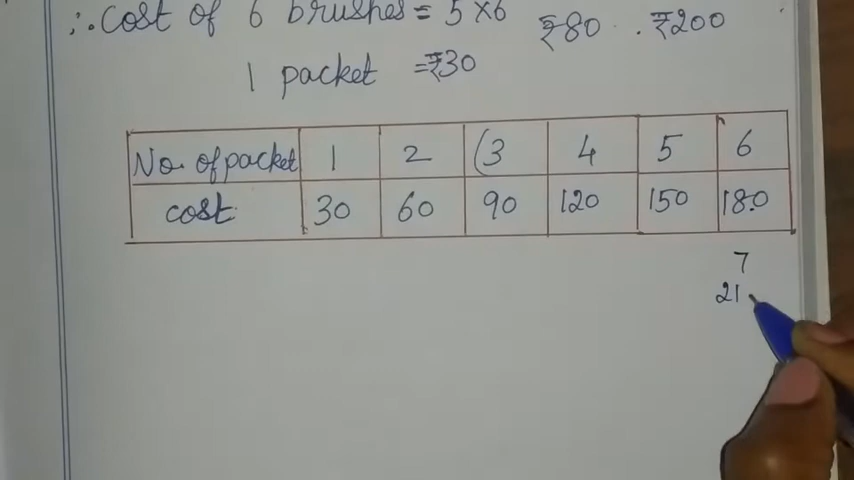 ∴ Cost of 6 brushes = 5 x 6 ₹80 . ₹200
1 packet = ₹30
No. of packet 1 2 (3 4 5 6
cost 30 60 90 120 150 180
7
21